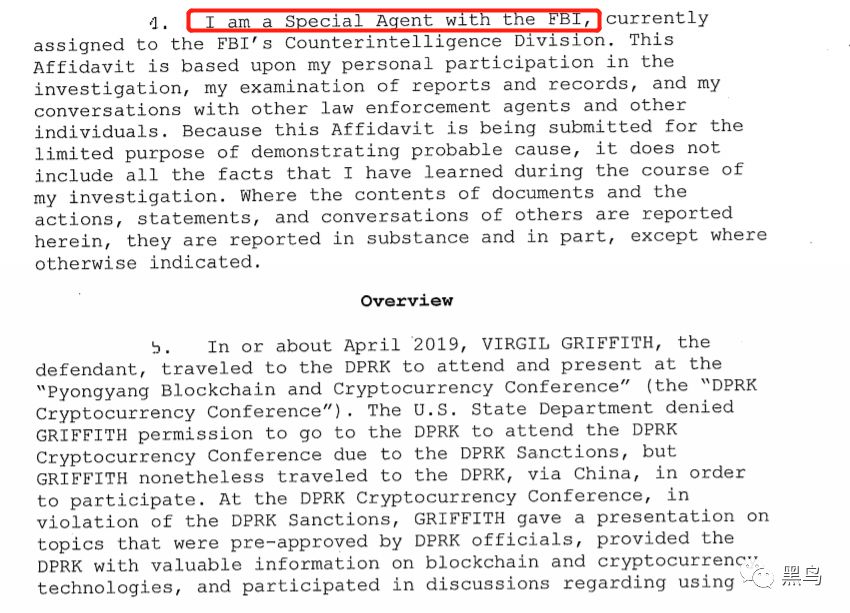 4. I am a Special Agent with the FBI, currently
assigned to the FBI's Counterintelligence Division. This
Affidavit is based upon my personal participation in the
investigation, my examination of reports and records, and my
conversations with other law enforcement agents and other
individuals. Because this Affidavit is being submitted for the
limited purpose of demonstrating probable cause, it does not
include all the facts that I have learned during the course of
my investigation. Where the contents of documents and the
actions, statements, and conversations of others are reported
herein, they are reported in substance and in part, except where
otherwise indicated.
Overview
5. In or about April 2019, VIRGIL GRIFFITH, the
defendant, traveled to the DPRK to attend and present at the
"Pyongyang Blockchain and Cryptocurrency Conference" (the "DPRK
Cryptocurrency Conference"). The U.S. State Department denied
GRIFFITH permission to go to the DPRK to attend the DPRK
Cryptocurrency Conference due to the DPRK Sanctions, but
GRIFFITH nonetheless traveled to the DPRK, via China, in order
to participate. At the DPRK Cryptocurrency Conference, in
violation of the DPRK Sanctions, GRIFFITH gave a presentation on
topics that were pre-approved by DPRK officials, provided the
DPRK with valuable information on blockchain and cryptocurrency
technologies, and participated in discussions regarding using
黑鸟